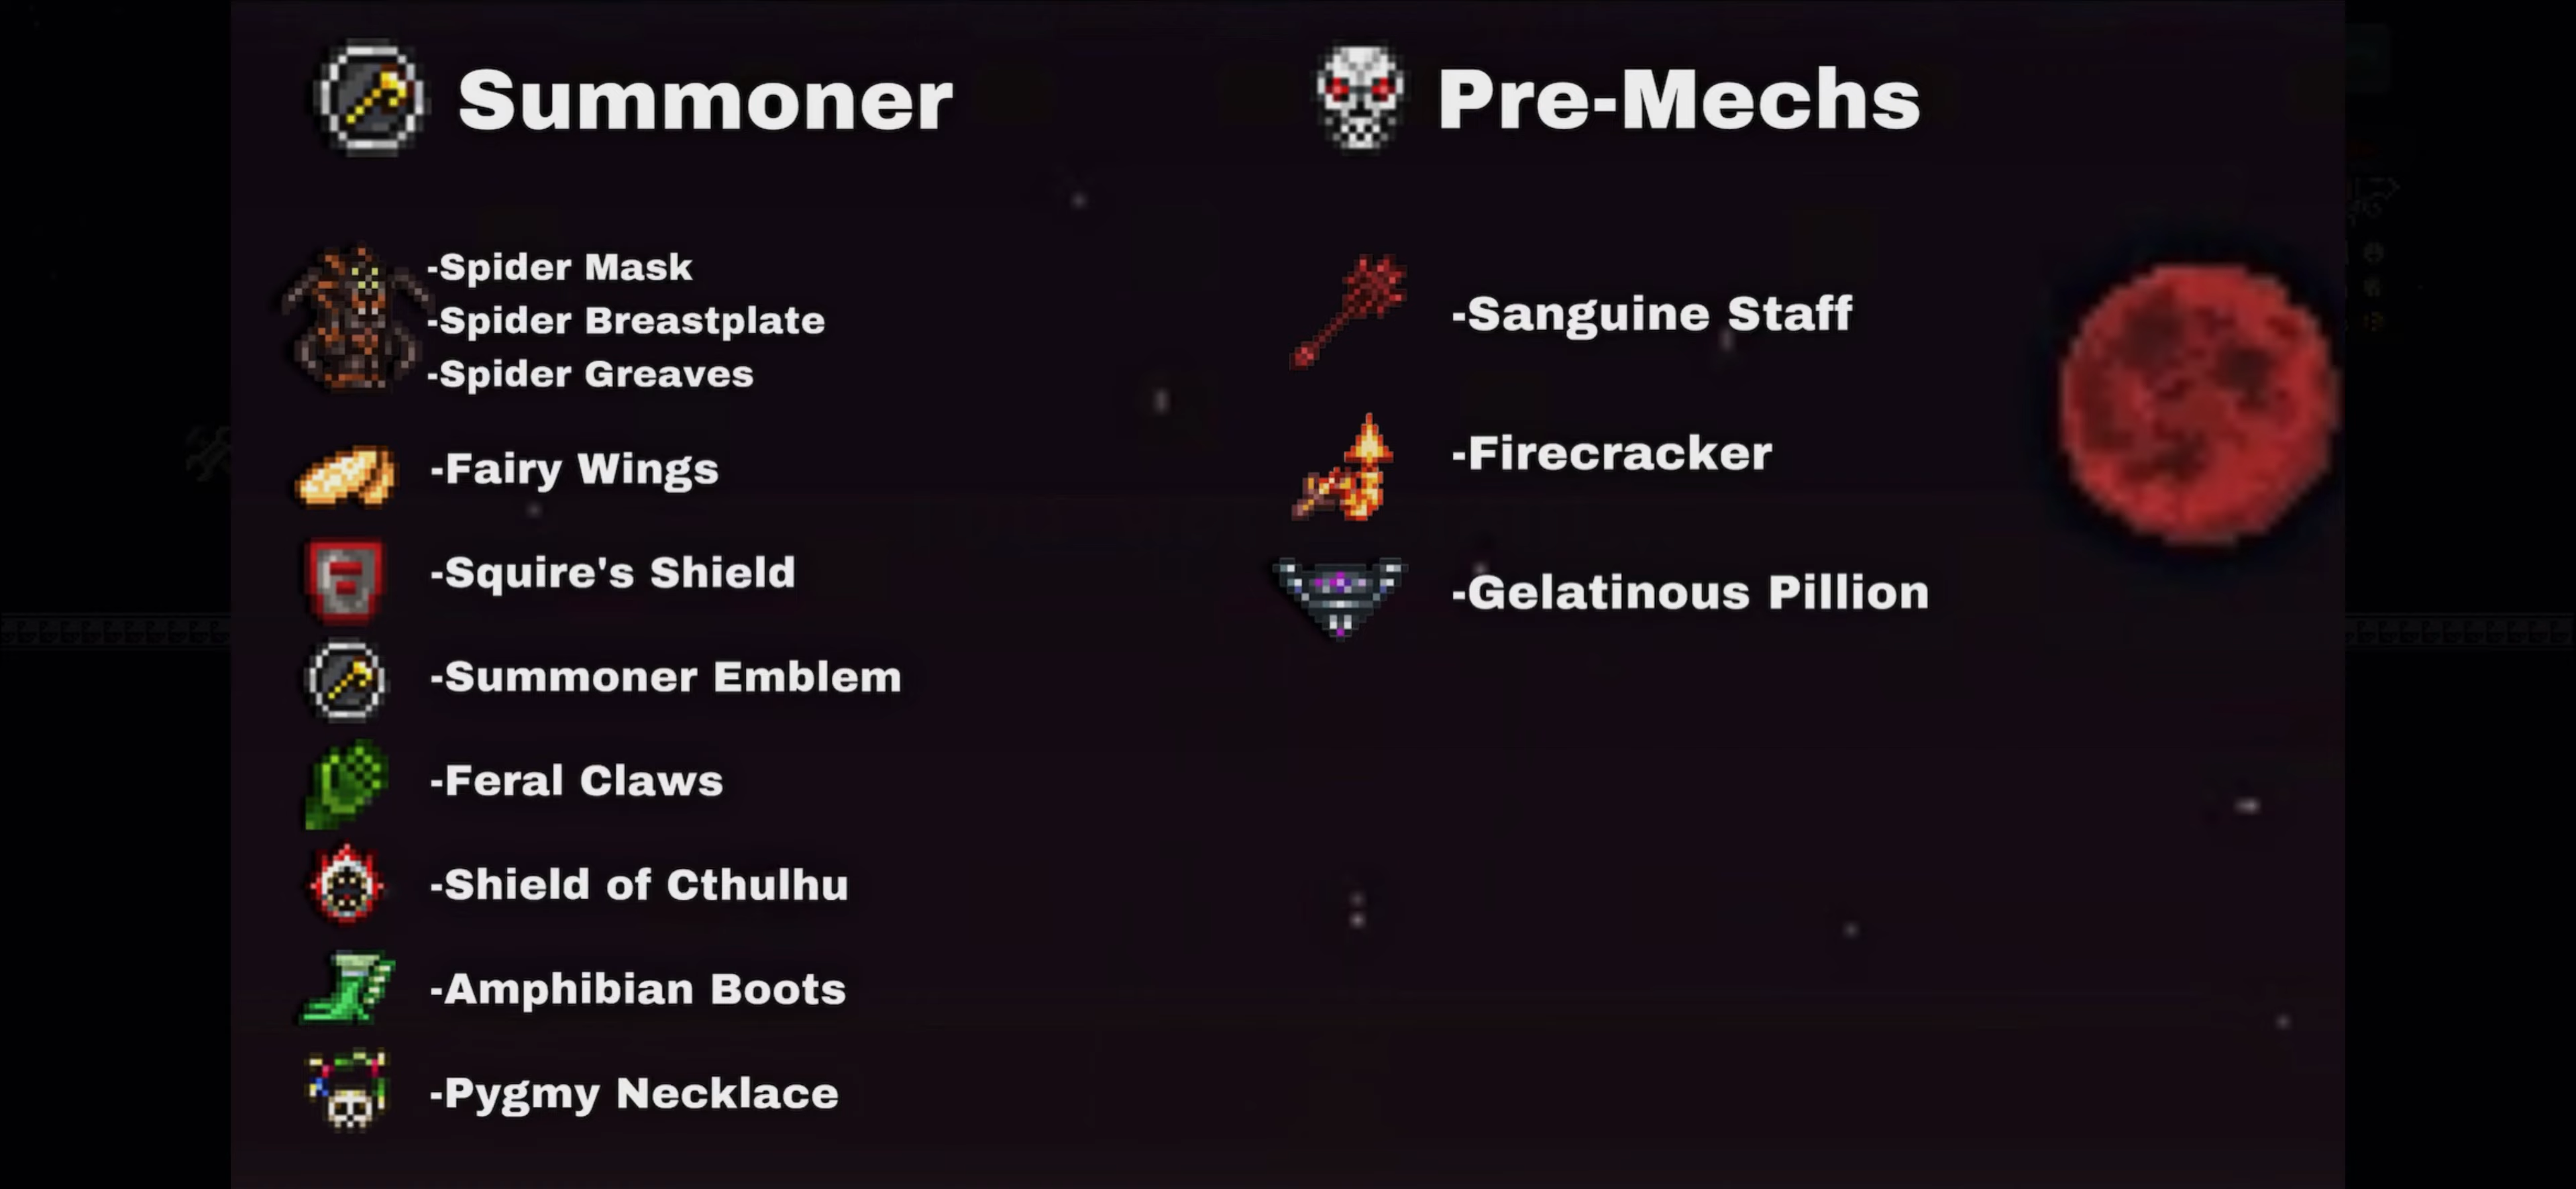 Summoner
-Spider Mask
-Spider Breastplate
-Spider Greaves
-Fairy Wings
-Squire's Shield
-Summoner Emblem
-Feral Claws
-Shield of Cthulhu
-Amphibian Boots
-Pygmy Necklace
Pre-Mechs
-Sanguine Staff
-Firecracker
-Gelatinous Pillion